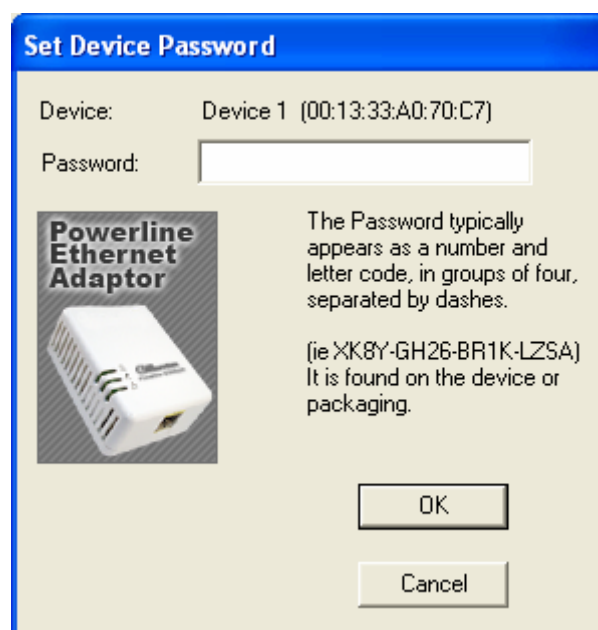 Set Device Password
Device: Device 1 (00:13:33:A0:70:C7)
Password:
Powerline
Ethernet
Adaptor
The Password typically
appears as a number and
letter code, in groups of four,
separated by dashes.
(ie XK8Y-GH26-BR1K-LZSA)
It is found on the device or
packaging.
OK
Cancel